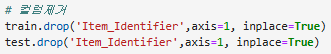 # 컬럼제거
train.drop('Item_Identifier',axis=1, inplace=True)
test.drop('Item_Identifier',axis=1, inplace=True)